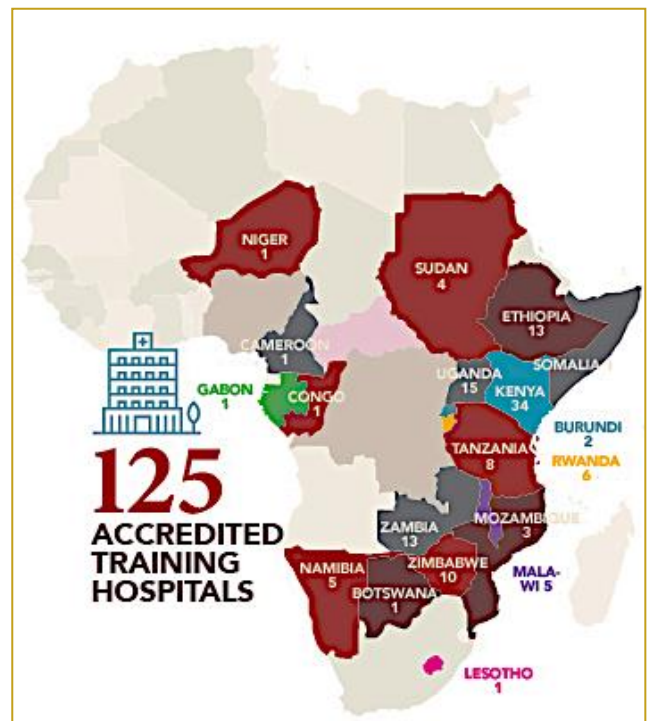 NIGER
1
SUDAN
4
ETHIOPIA
13
CAMEROON
1
SOMALIA
UGANDA
15
KENYA
34
GABON
1
CONGO
1
BURUNDI
2
RWANDA
6
TANZANIA
8
125
ACCREDITED
TRAINING
HOSPITALS
ZAMBIA
13
MOZAMBIQUE
3
NAMIBIA
5
ZIMBABWE
10
MALA-
WI 5
BOTSWANA
1
LESOTHO
1